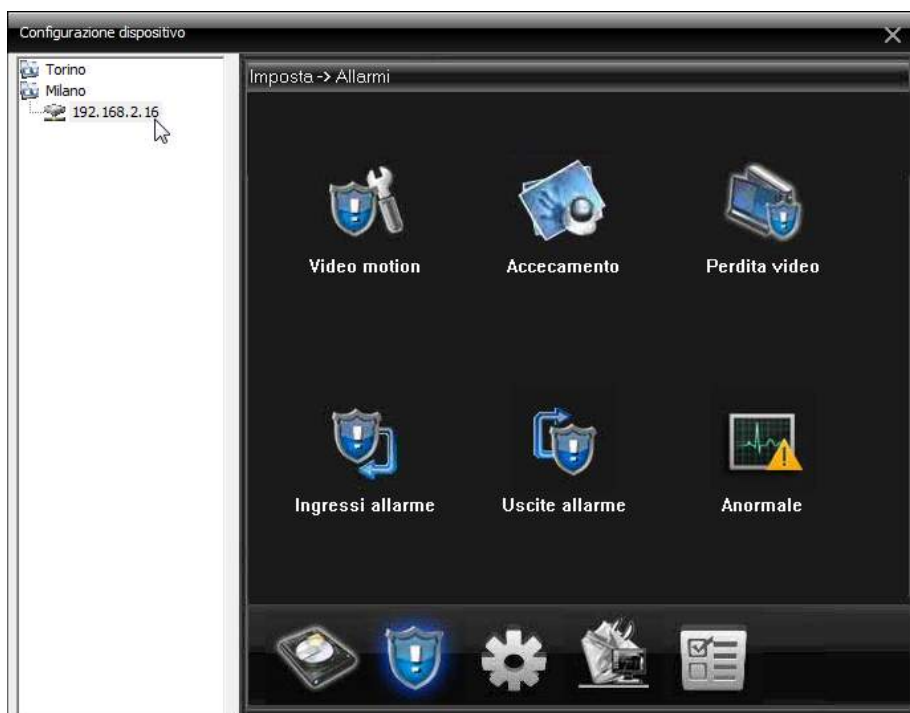 Configurazione dispositivo
Torino
Milano
192.168.2.16
Imposta -> Allarmi
Video motion
Accecamento
Perdita video
Ingressi allarme
Uscite allarme
Anormale